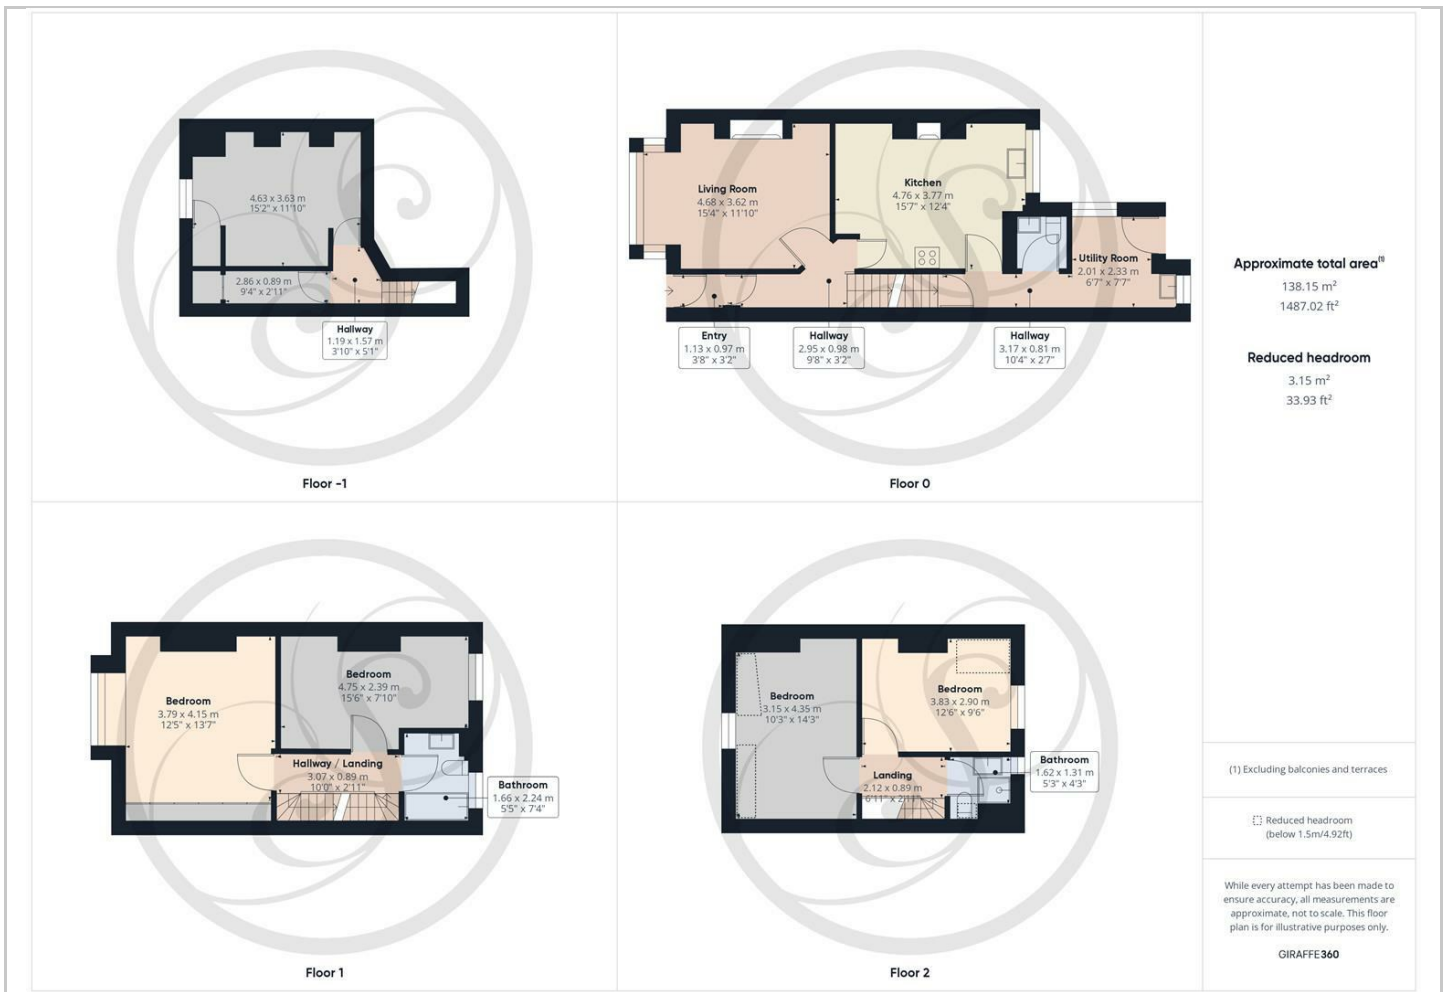 4.63 x 3.63 m
15'2" x 11'10"
2.86 x 0.89 m
9'4" x 2'11"
Hallway
1.19 x 1.57 m
3'10" x 5'1"
Floor -1
Living Room
4.68 x 3.62 m
15'4" x 11'10"
Kitchen
4.76 x 3.77 m
15'7" x 12'4"
Utility Room
2.01 x 2.33 m
6'7" x 7'7"
Entry
1.13 x 0.97 m
3'8" x 3'2"
Hallway
2.95 x 0.98 m
9'8" x 3'2"
Hallway
3.17 x 0.81 m
10'4" x 2'7"
Floor 0
Approximate total area⁽¹⁾
138.15 m²
1487.02 ft²
Reduced headroom
3.15 m²
33.93 ft²
Bedroom
3.79 x 4.15 m
12'5" x 13'7"
Bedroom
4.75 x 2.39 m
15'6" x 7'10"
Hallway / Landing
3.07 x 0.89 m
10'0" x 2'11"
Bathroom
1.66 x 2.24 m
5'5" x 7'4"
Floor 1
Bedroom
3.15 x 4.35 m
10'3" x 14'3"
Bedroom
3.83 x 2.90 m
12'6" x 9'6"
Landing
2.12 x 0.89 m
6'11" x 2'11"
Bathroom
1.62 x 1.31 m
5'3" x 4'3"
Floor 2
(1) Excluding balconies and terraces
Reduced headroom
(below 1.5m/4.92ft)
While every attempt has been made to
ensure accuracy, all measurements are
approximate, not to scale. This floor
plan is for illustrative purposes only.
GIRAFFE360